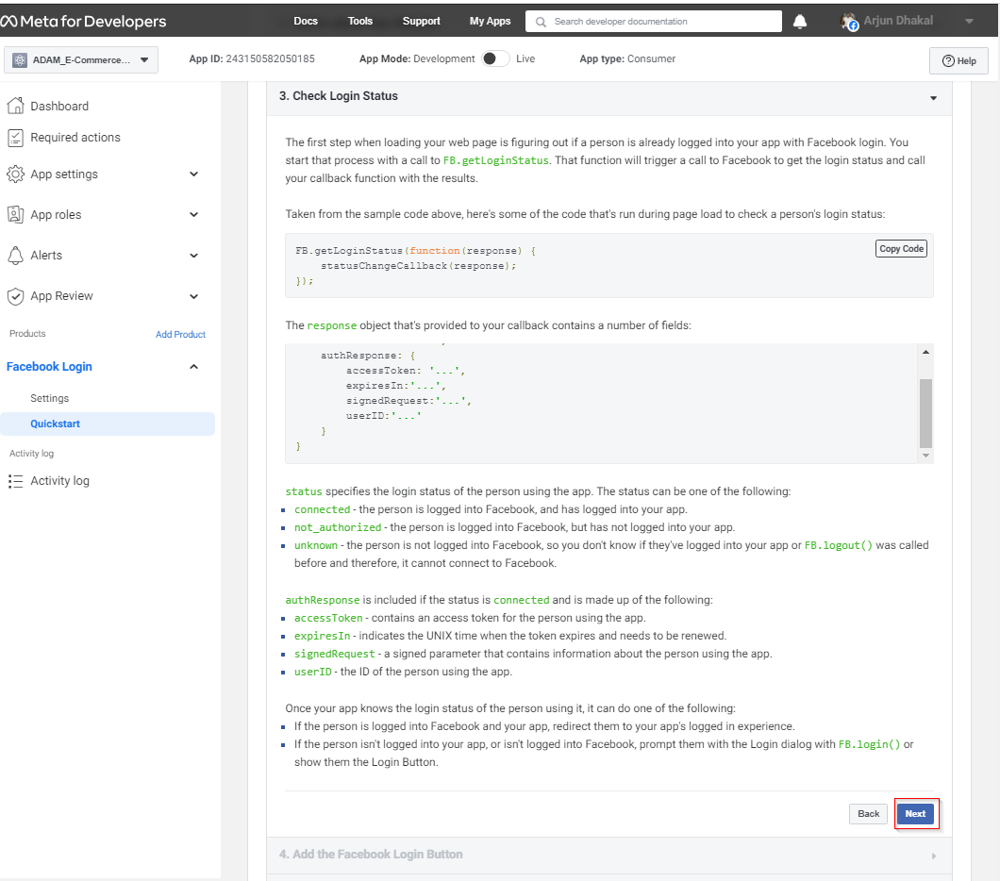 Meta for Developers
Docs
Tools
Support
My Apps
Search developer documentation
Arjun Dhakal
ADAM_E-Commerce...
App ID: 243150582050185
App Mode: Development
Live
App type: Consumer
Help
Dashboard
Required actions
App settings
App roles
Alerts
App Review
Products
Add Product
Facebook Login
Settings
Quickstart
Activity log
Activity log
3. Check Login Status
The first step when loading your web page is figuring out if a person is already logged into your app with Facebook login. You
start that process with a call to FB.getLoginStatus. That function will trigger a call to Facebook to get the login status and call
your callback function with the results.
Taken from the sample code above, here's some of the code that's run during page load to check a person's login status:
Copy Code
FB.getLoginStatus(function(response) {
statusChangeCallback(response);
});
The response object that's provided to your callback contains a number of fields:
authResponse: {
accessToken: '...',
expiresIn:'...',
signedRequest:'...',
userID:'...'
}
}
status specifies the login status of the person using the app. The status can be one of the following:
connected - the person is logged into Facebook, and has logged into your app.
not_authorized - the person is logged into Facebook, but has not logged into your app.
unknown - the person is not logged into Facebook, so you don't know if they've logged into your app or FB.logout() was called
before and therefore, it cannot connect to Facebook.
authResponse is included if the status is connected and is made up of the following:
accessToken - contains an access token for the person using the app.
expiresIn - indicates the UNIX time when the token expires and needs to be renewed.
signedRequest - a signed parameter that contains information about the person using the app.
userID - the ID of the person using the app.
Once your app knows the login status of the person using it, it can do one of the following:
If the person is logged into Facebook and your app, redirect them to your app's logged in experience.
If the person isn't logged into your app, or isn't logged into Facebook, prompt them with the Login dialog with FB.login() or
show them the Login Button.
Back
Next
4. Add the Facebook Login Button